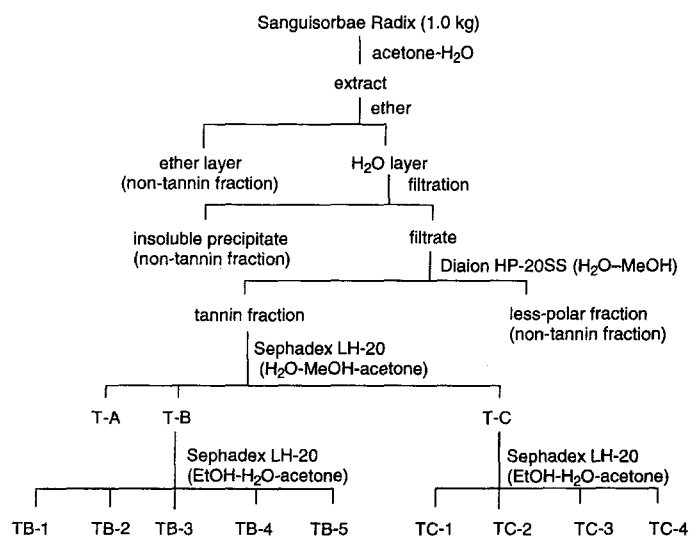 Sanguisorbae Radix (1.0 kg)
acetone-H₂O
extract
ether
ether layer
(non-tannin fraction)
H₂O layer
filtration
insoluble precipitate
(non-tannin fraction)
filtrate
Diaion HP-20SS (H₂O–MeOH)
tannin fraction
less-polar fraction
(non-tannin fraction)
Sephadex LH-20
(H₂O-MeOH-acetone)
T-A T-B T-C
Sephadex LH-20
(EtOH-H₂O-acetone)
Sephadex LH-20
(EtOH-H₂O-acetone)
TB-1 TB-2 TB-3 TB-4 TB-5 TC-1 TC-2 TC-3 TC-4